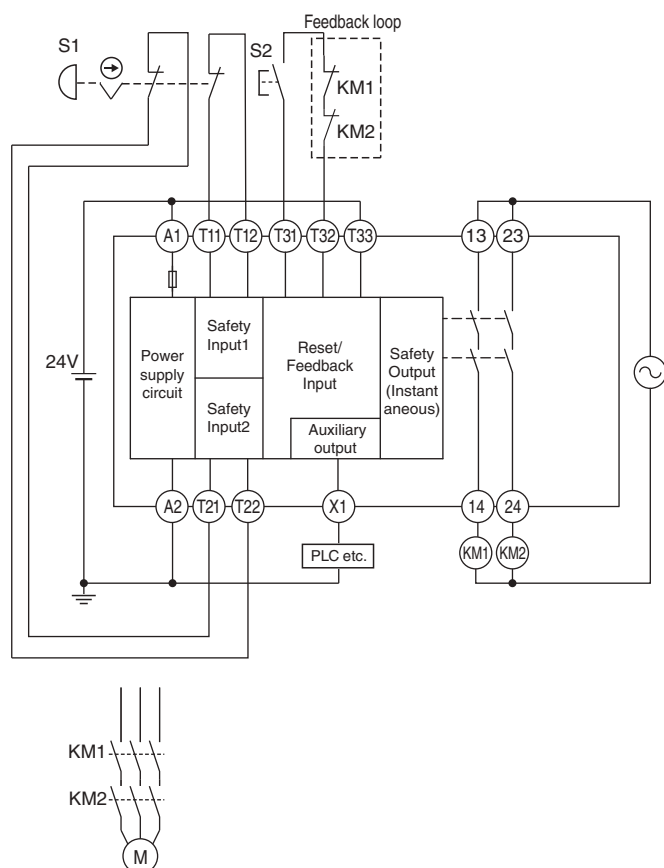 Feedback loop
S1
S2
KM1
KM2
A1
T11
T12
T31
T32
T33
13
23
24V
Power
supply
circuit
Safety
Input1
Safety
Input2
Reset/
Feedback
Input
Auxiliary
output
Safety
Output
(Instant
aneous)
A2
T21
T22
X1
14
24
PLC etc.
KM1
KM2
KM1
KM2
M